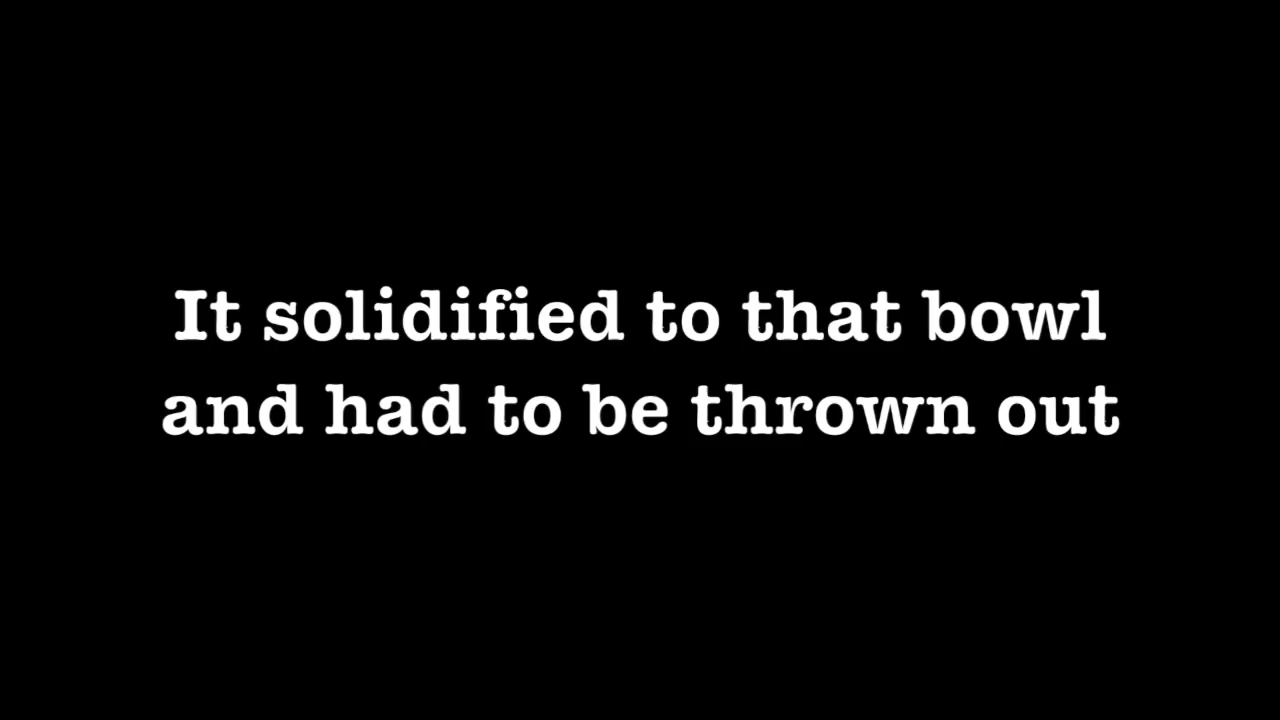 It solidified to that bowl
and had to be thrown out